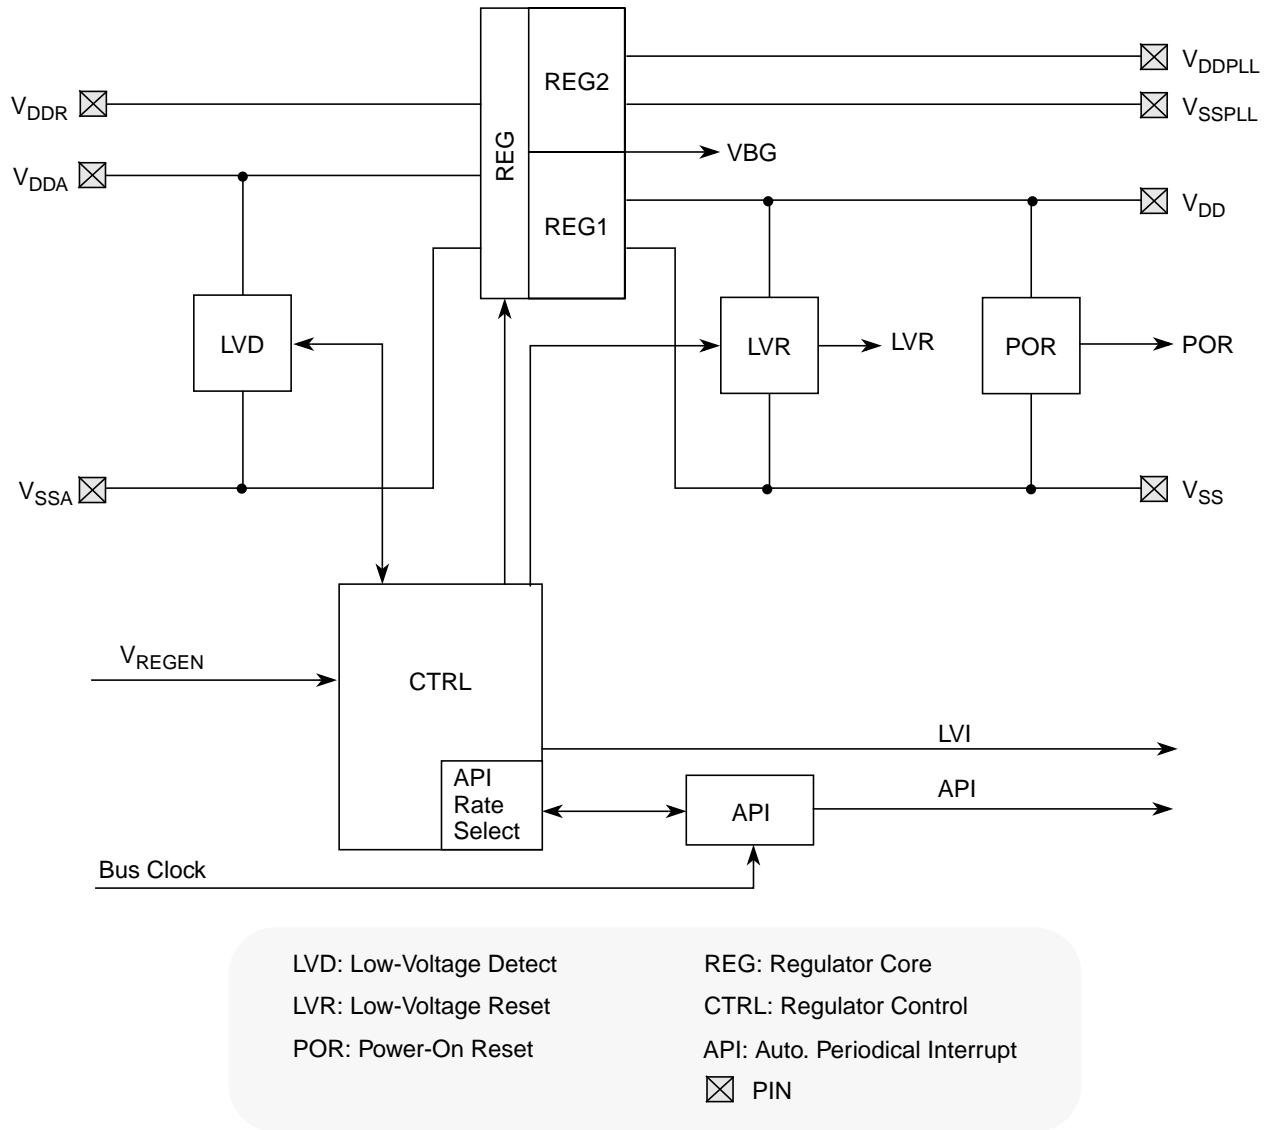 REG2
VDDPLL
VDDR
VSSPLL
REG
VBG
VDDA
VDD
REG1
LVD
LVR
LVR
POR
POR
VSSA
VSS
VREGEN
CTRL
LVI
API
Rate
Select
API
API
Bus Clock
LVD: Low-Voltage Detect
REG: Regulator Core
LVR: Low-Voltage Reset
CTRL: Regulator Control
POR: Power-On Reset
API: Auto. Periodical Interrupt
PIN